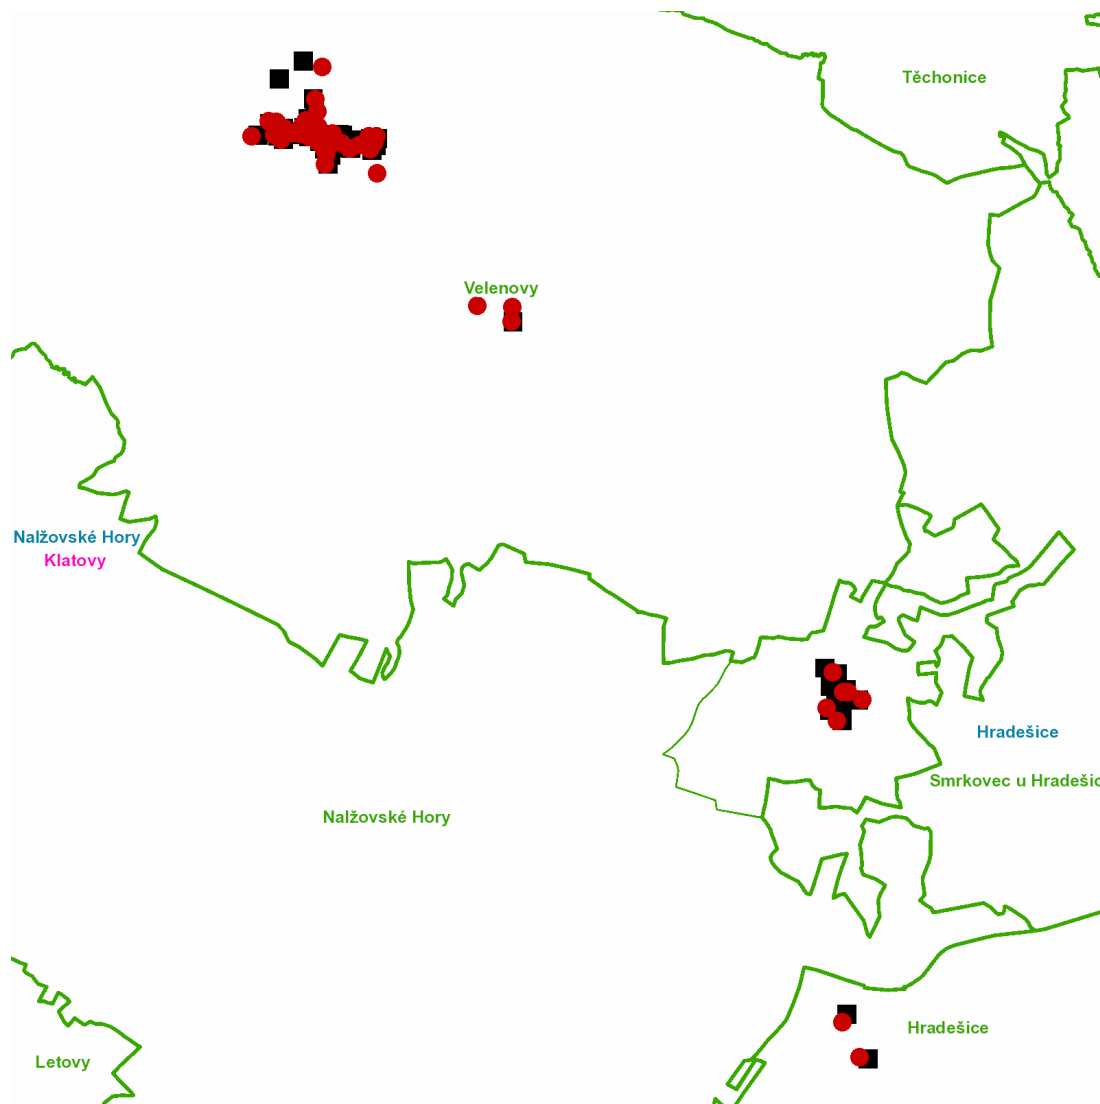 Těchonice
Velenovy
Nalžovské Hory
Klatovy
Hradešice
Smrkovec u Hradešic
Nalžovské Hory
Hradešice
Letovy